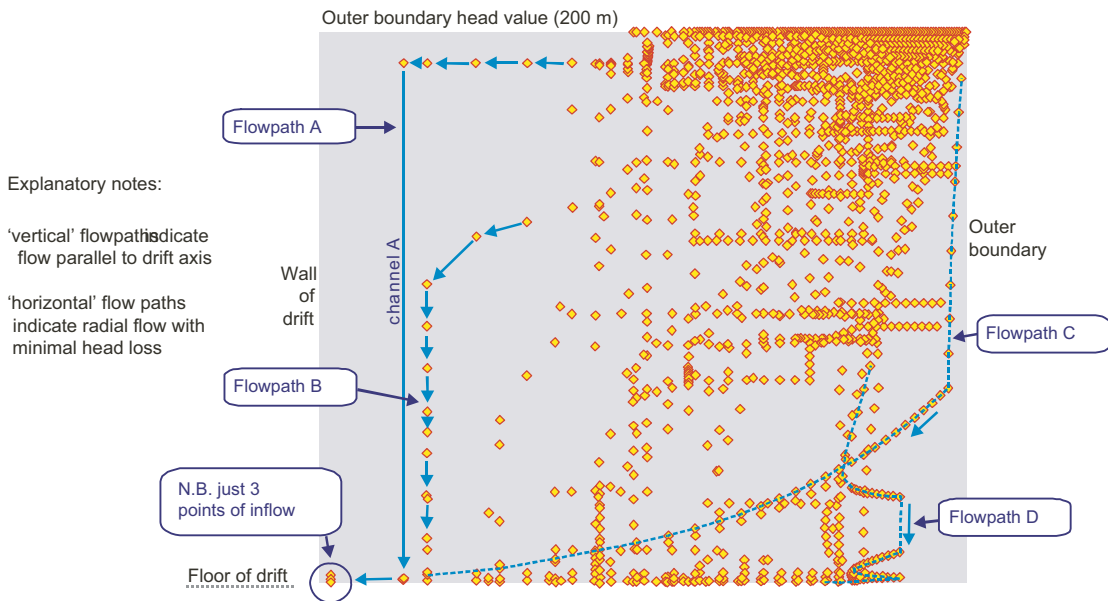 Outer boundary head value (200 m)
Flowpath A
Explanatory notes:
‘vertical’ flowpaths indicate
flow parallel to drift axis
‘horizontal’ flow paths
indicate radial flow with
minimal head loss
Wall
of
drift
channel A
Outer
boundary
Flowpath C
Flowpath B
N.B. just 3
points of inflow
Flowpath D
Floor of drift